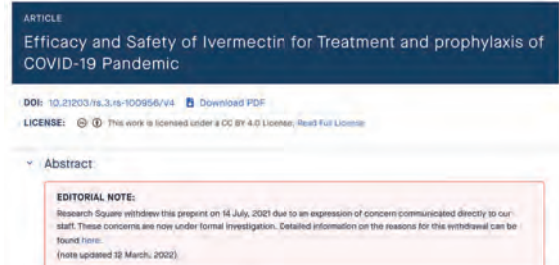 ARTICLE
Efficacy and Safety of Ivermectin for Treatment and prophylaxis of
COVID-19 Pandemic
DOI: 10.21203/rs.3.rs-100956/v4 Download PDF
LICENSE: This work is licensed under a CC BY 4.0 License. Read Full License
Abstract
EDITORIAL NOTE:
Research Square withdrew this preprint on 14 July, 2021 due to an expression of concern communicated directly to our
staff. These concerns are now under formal investigation. Detailed information on the reasons for this withdrawal can be
found here.
(note updated 12 March, 2022)